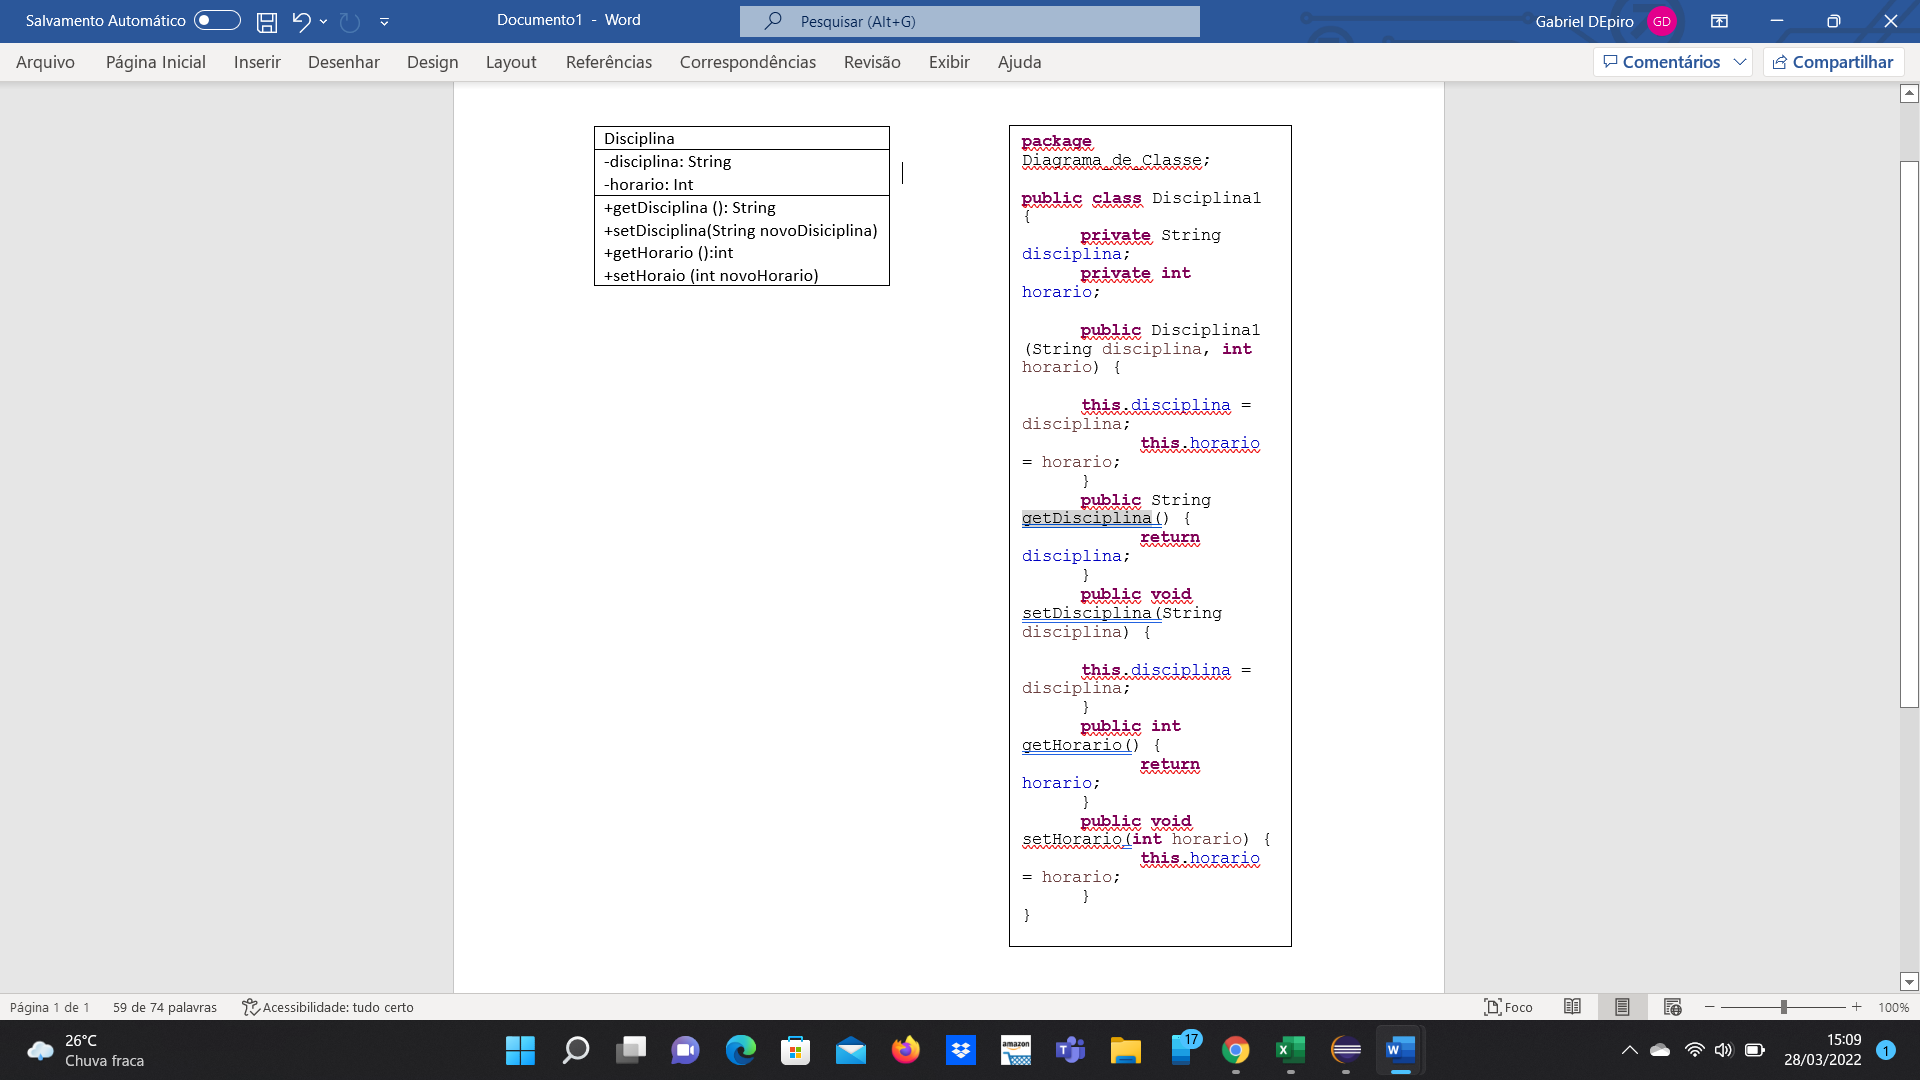 Salvamento Automático
Documento1 - Word
Pesquisar (Alt+G)
Gabriel DEpiro
GD
Arquivo Página Inicial Inserir Desenhar Design Layout Referências Correspondências Revisão Exibir Ajuda
Comentários
Compartilhar
Disciplina
-disciplina: String
-horario: Int
+getDisciplina (): String
+setDisciplina(String novoDisiciplina)
+getHorario ():int
+setHoraio (int novoHorario)
package
Diagrama_de_Classe;
public class Disciplina1
{
private String
disciplina;
private int
horario;
public Disciplina1
(String disciplina, int
horario) {
this.disciplina =
disciplina;
this.horario
= horario;
}
public String
getDisciplina() {
return
disciplina;
}
public void
setDisciplina(String
disciplina) {
this.disciplina =
disciplina;
}
public int
getHorario() {
return
horario;
}
public void
setHorario(int horario) {
this.horario
= horario;
}
}
Página 1 de 1
59 de 74 palavras
Acessibilidade: tudo certo
Foco
100%
26°C
Chuva fraca
amazon
17
15:09
28/03/2022
1